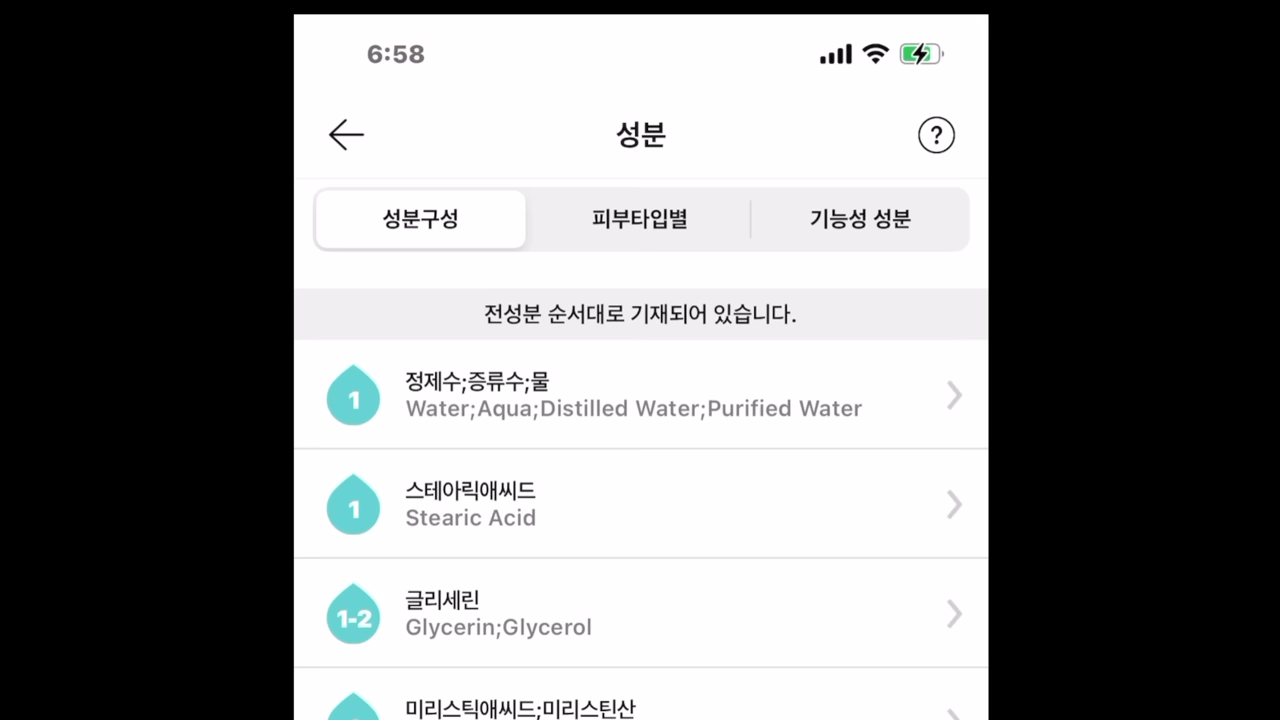 6:58
성분
?
성분구성
피부타입별
기능성 성분
전성분 순서대로 기재되어 있습니다.
1
정제수;증류수;물
Water;Aqua;Distilled Water;Purified Water
1
스테아릭애씨드
Stearic Acid
1-2
글리세린
Glycerin;Glycerol
미리스틱애씨드;미리스틴산